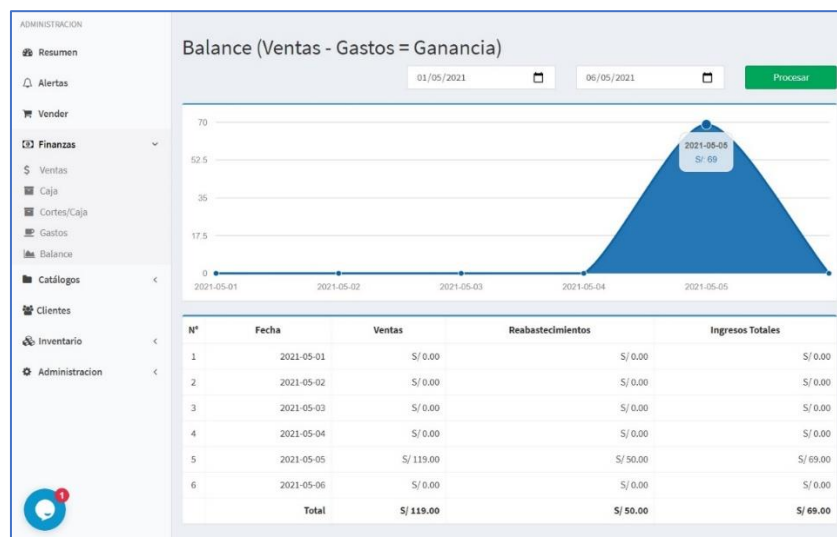 ADMINISTRACION
Resumen
Alertas
Vender
Finanzas
$ Ventas
Caja
Cortes/Caja
Gastos
Balance
Catálogos
Clientes
Inventario
Administracion
1
Balance (Ventas - Gastos = Ganancia)
01/05/2021 06/05/2021 Procesar
70
2021-05-05
S/ 69
52.5
35
17.5
0
2021-05-01 2021-05-02 2021-05-03 2021-05-04 2021-05-05
N° Fecha Ventas Reabastecimientos Ingresos Totales
1 2021-05-01 S/ 0.00 S/ 0.00 S/ 0.00
2 2021-05-02 S/ 0.00 S/ 0.00 S/ 0.00
3 2021-05-03 S/ 0.00 S/ 0.00 S/ 0.00
4 2021-05-04 S/ 0.00 S/ 0.00 S/ 0.00
5 2021-05-05 S/ 119.00 S/ 50.00 S/ 69.00
6 2021-05-06 S/ 0.00 S/ 0.00 S/ 0.00
Total S/ 119.00 S/ 50.00 S/ 69.00